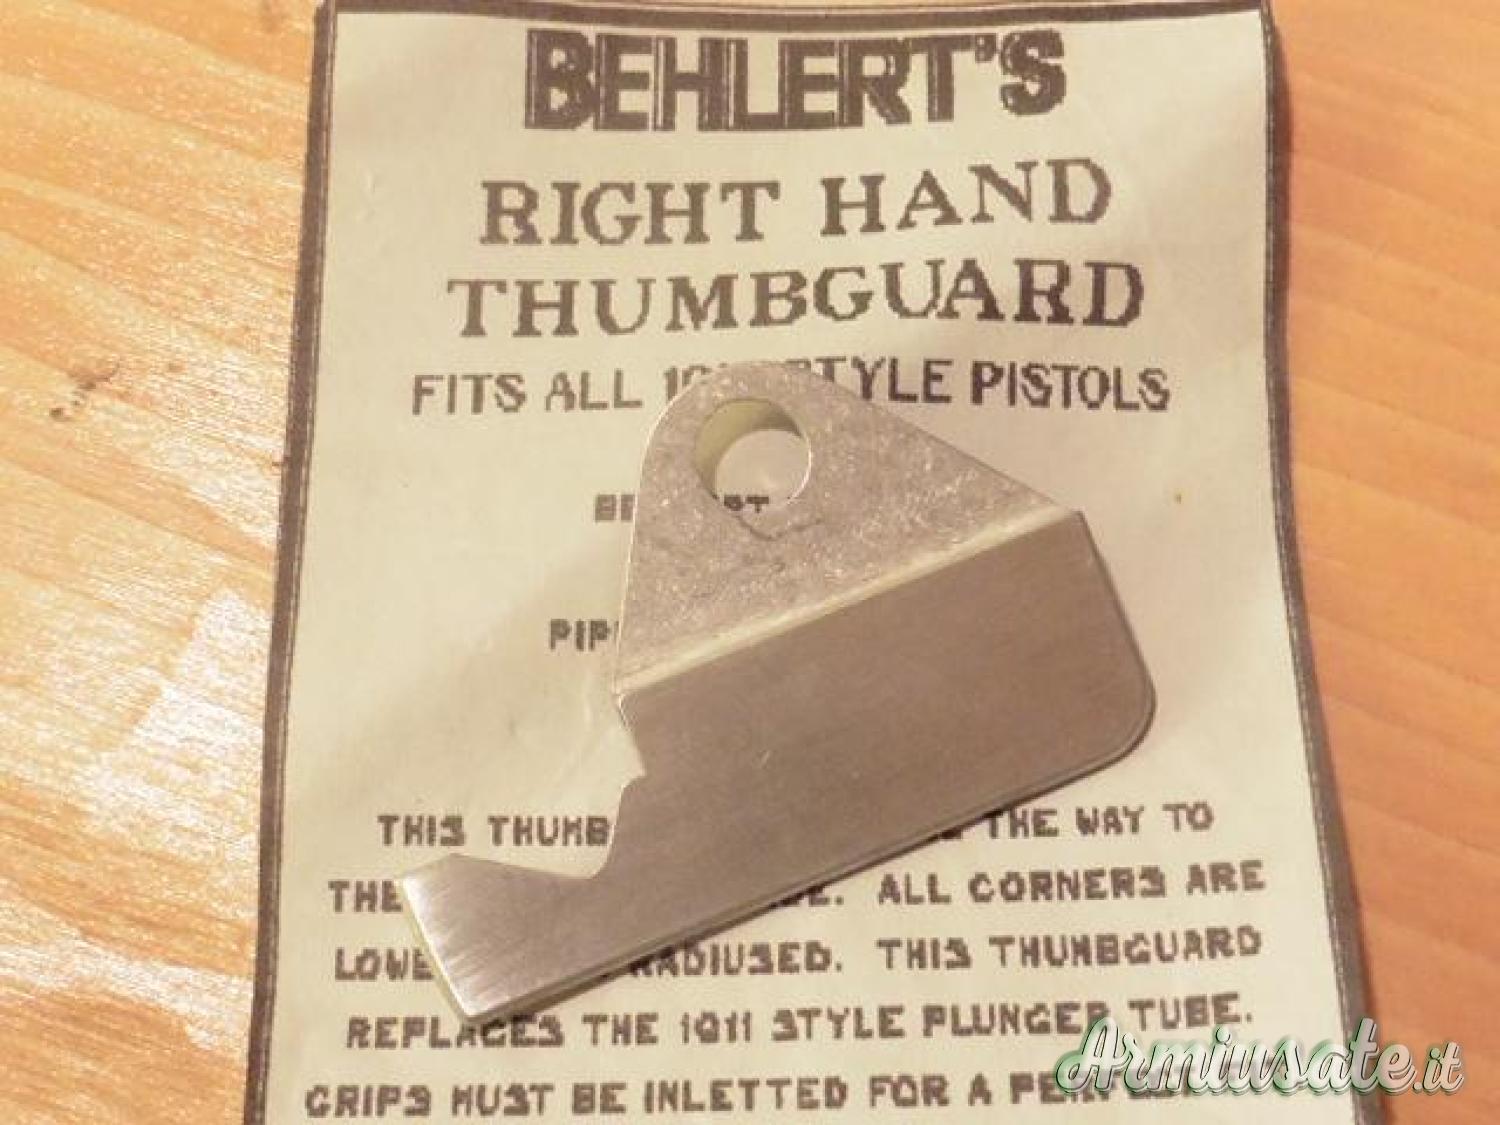 BEHLERT'S
RIGHT HAND
THUMBGUARD
FITS ALL STYLE PISTOLS
THIS THE WAY TO
THE ALL CORNERS ARE
RADIUSED. THIS THUMBGUARD
REPLACES THE 1911 STYLE PLUNGER TUBE.
GRIPS MUST BE INLETTED FOR A
Armiusate.it